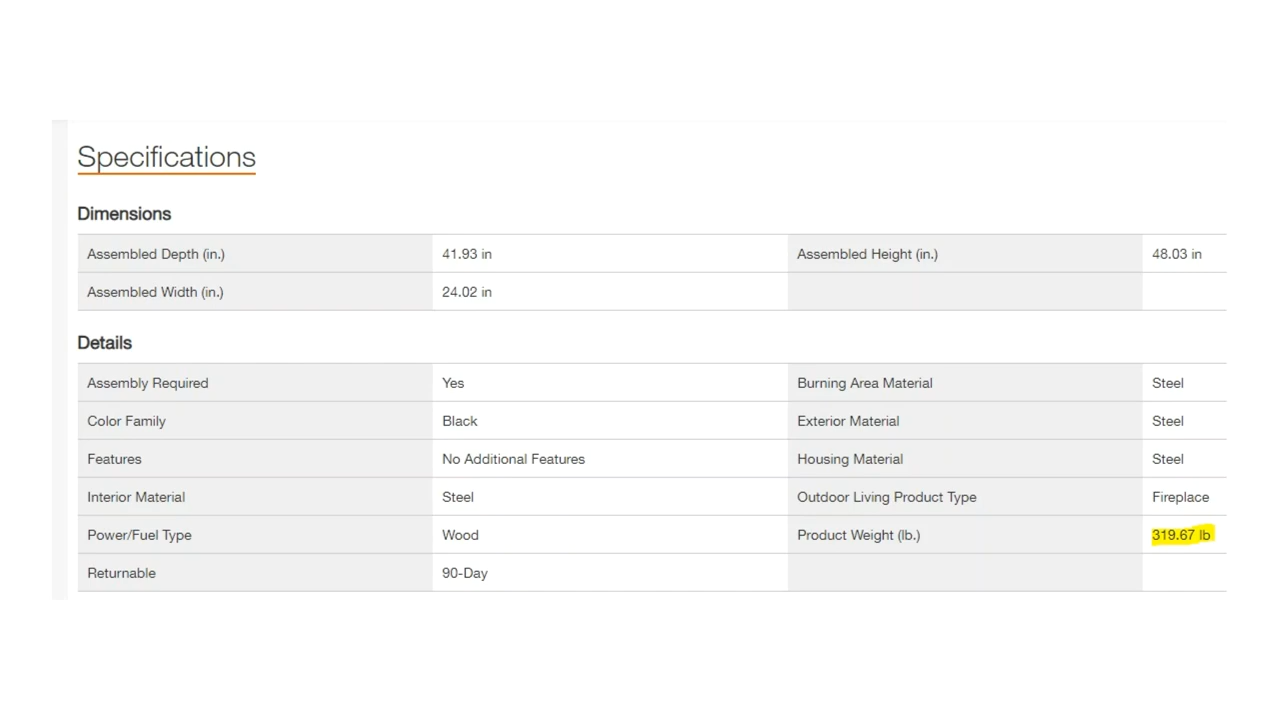 Specifications
Dimensions
Assembled Depth (in.) 41.93 in Assembled Height (in.) 48.03 in
Assembled Width (in.) 24.02 in
Details
Assembly Required Yes Burning Area Material Steel
Color Family Black Exterior Material Steel
Features No Additional Features Housing Material Steel
Interior Material Steel Outdoor Living Product Type Fireplace
Power/Fuel Type Wood Product Weight (lb.) 319.67 lb
Returnable 90-Day